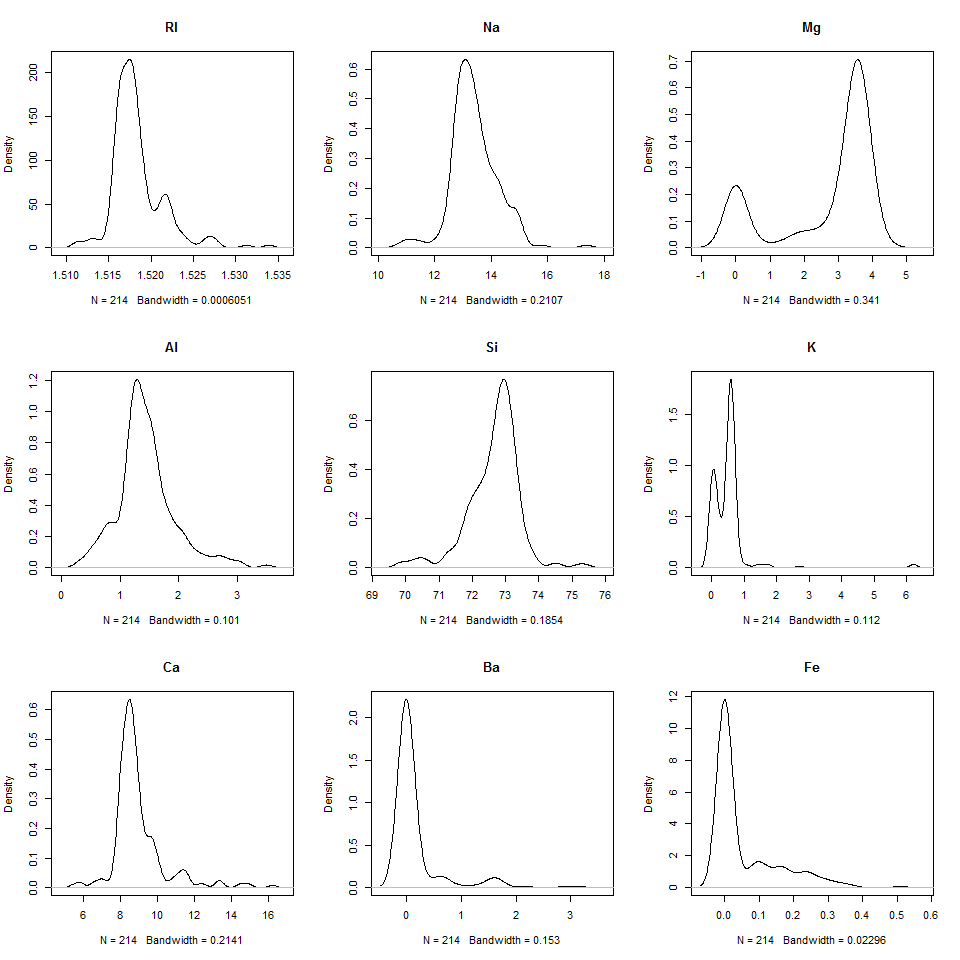 RI
Na
Mg
Density
0 50 100 150 200
1.510 1.515 1.520 1.525 1.530 1.535
N = 214 Bandwidth = 0.0006051
Density
0.0 0.1 0.2 0.3 0.4 0.5 0.6
10 12 14 16 18
N = 214 Bandwidth = 0.2107
Density
0.0 0.1 0.2 0.3 0.4 0.5 0.6 0.7
-1 0 1 2 3 4 5
N = 214 Bandwidth = 0.341
Al
Si
K
Density
0.0 0.2 0.4 0.6 0.8 1.0 1.2
0 1 2 3
N = 214 Bandwidth = 0.101
Density
0.0 0.2 0.4 0.6
69 70 71 72 73 74 75 76
N = 214 Bandwidth = 0.1854
Density
0.0 0.5 1.0 1.5
0 1 2 3 4 5 6
N = 214 Bandwidth = 0.112
Ca
Ba
Fe
Density
0.0 0.1 0.2 0.3 0.4 0.5 0.6
6 8 10 12 14 16
N = 214 Bandwidth = 0.2141
Density
0.0 0.5 1.0 1.5 2.0
0 1 2 3
N = 214 Bandwidth = 0.153
Density
0 2 4 6 8 10 12
0.0 0.1 0.2 0.3 0.4 0.5 0.6
N = 214 Bandwidth = 0.02296